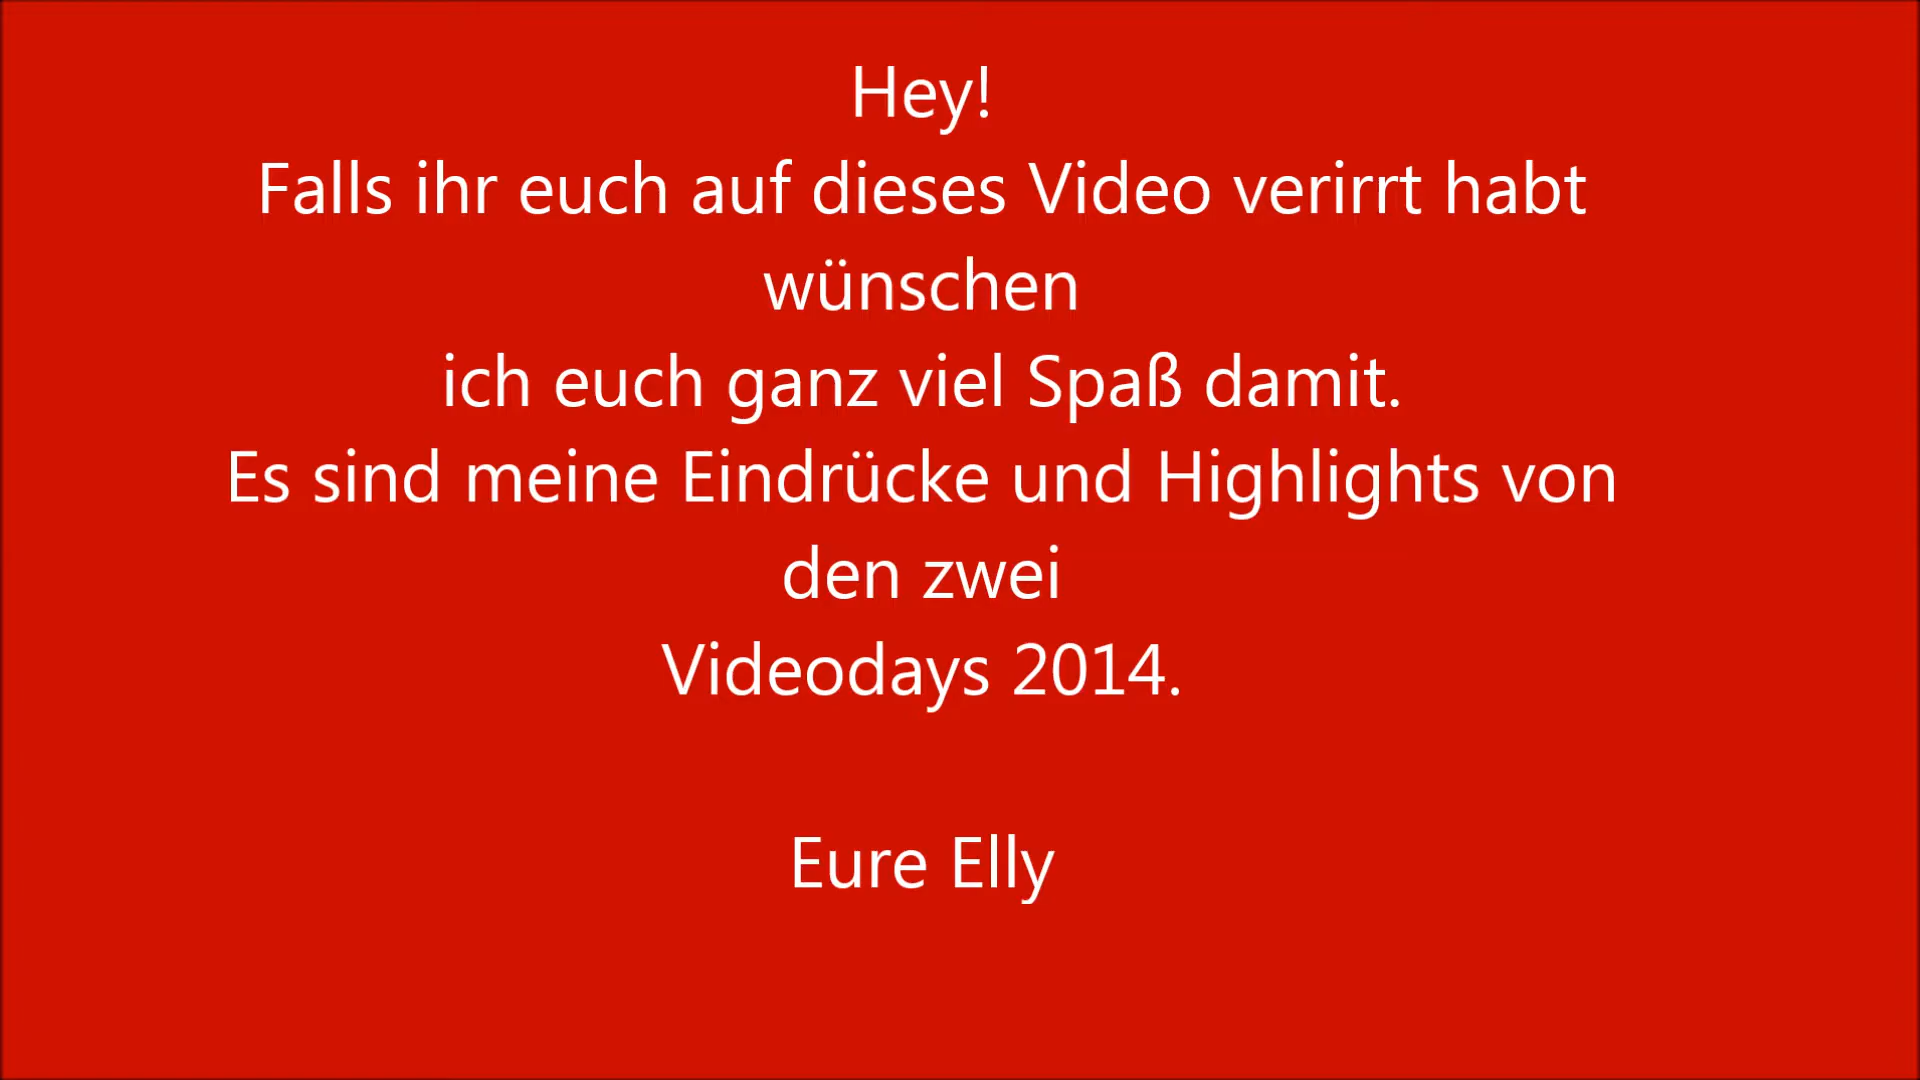 Hey!
Falls ihr euch auf dieses Video verirrt habt
wünschen
ich euch ganz viel Spaß damit.
Es sind meine Eindrücke und Highlights von
den zwei
Videodays 2014.
Eure Elly